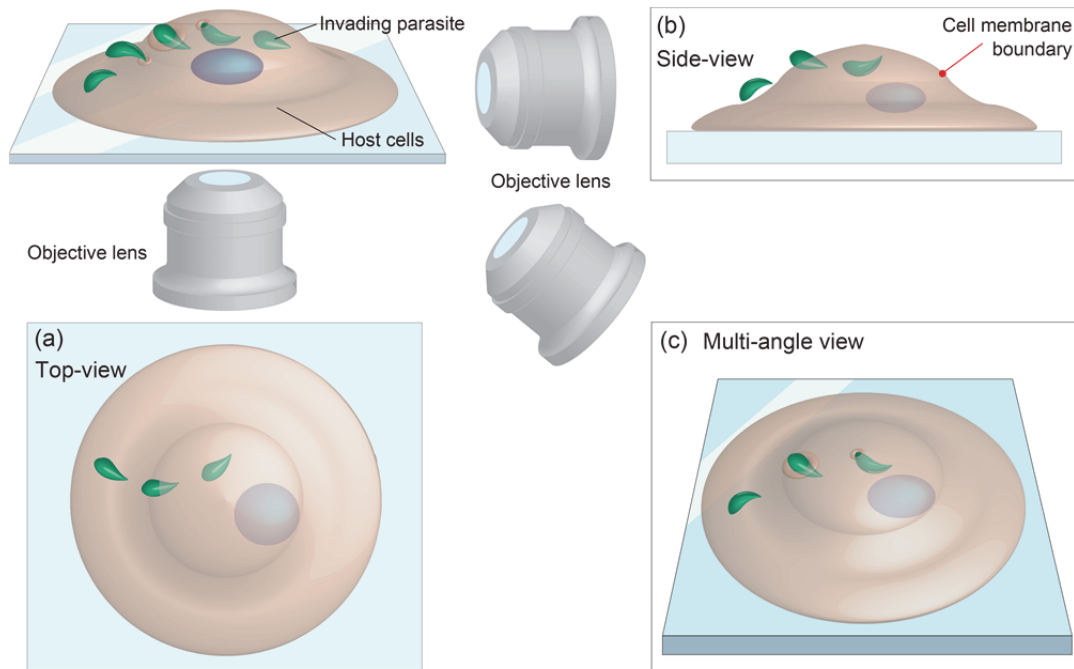 Invading parasite
Host cells
Objective lens
Objective lens
(b)
Side-view
Cell membrane
boundary
(a)
Top-view
(c) Multi-angle view